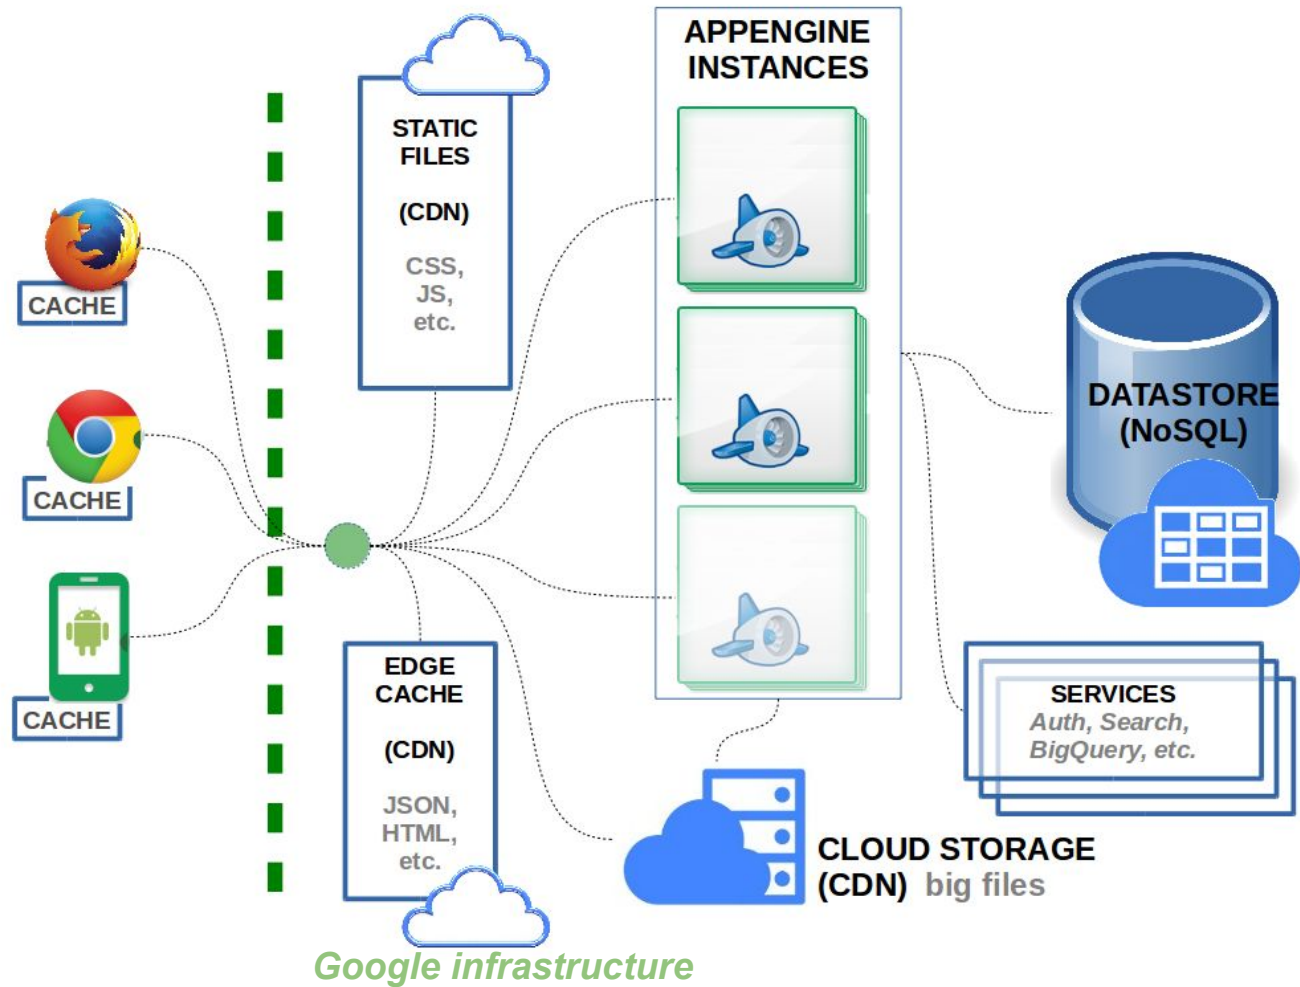 APPENGINE
INSTANCES
STATIC
FILES
(CDN)
CSS,
JS,
etc.
CACHE
CACHE
CACHE
DATASTORE
(NoSQL)
EDGE
CACHE
(CDN)
JSON,
HTML,
etc.
SERVICES
Auth, Search,
BigQuery, etc.
CLOUD STORAGE
(CDN) big files
Google infrastructure